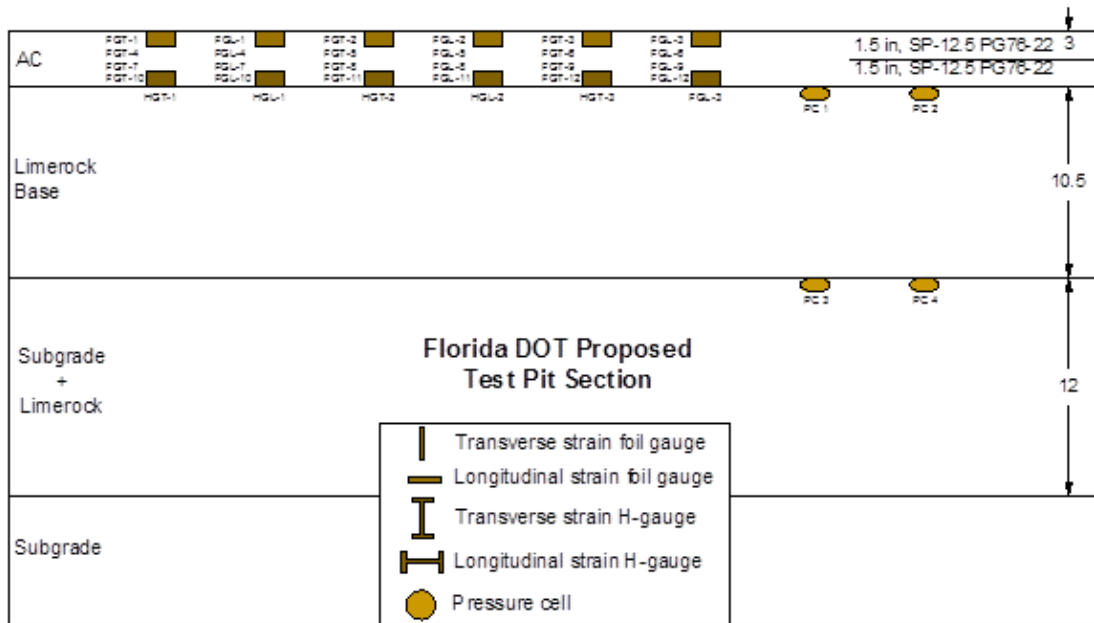 AC
FGT-1
FGT-4
FGT-7
FGT-10
FGL-1
FGL-4
FGL-7
FGL-10
FGT-2
FGT-5
FGT-8
FGT-11
FGL-2
FGL-5
FGL-8
FGL-11
FGT-3
FGT-6
FGT-9
FGT-12
FGL-3
FGL-6
FGL-9
FGL-12
1.5 in, SP-12.5 PG76-22
1.5 in, SP-12.5 PG76-22
3
HGT-1
HGL-1
HGT-2
HGL-2
HGT-3
FGL-3
PC 1
PC 2
Limerock
Base
10.5
PC 3
PC 4
Subgrade
+
Limerock
Florida DOT Proposed
Test Pit Section
12
Transverse strain foil gauge
Longitudinal strain foil gauge
Transverse strain H-gauge
Longitudinal strain H-gauge
Pressure cell
Subgrade